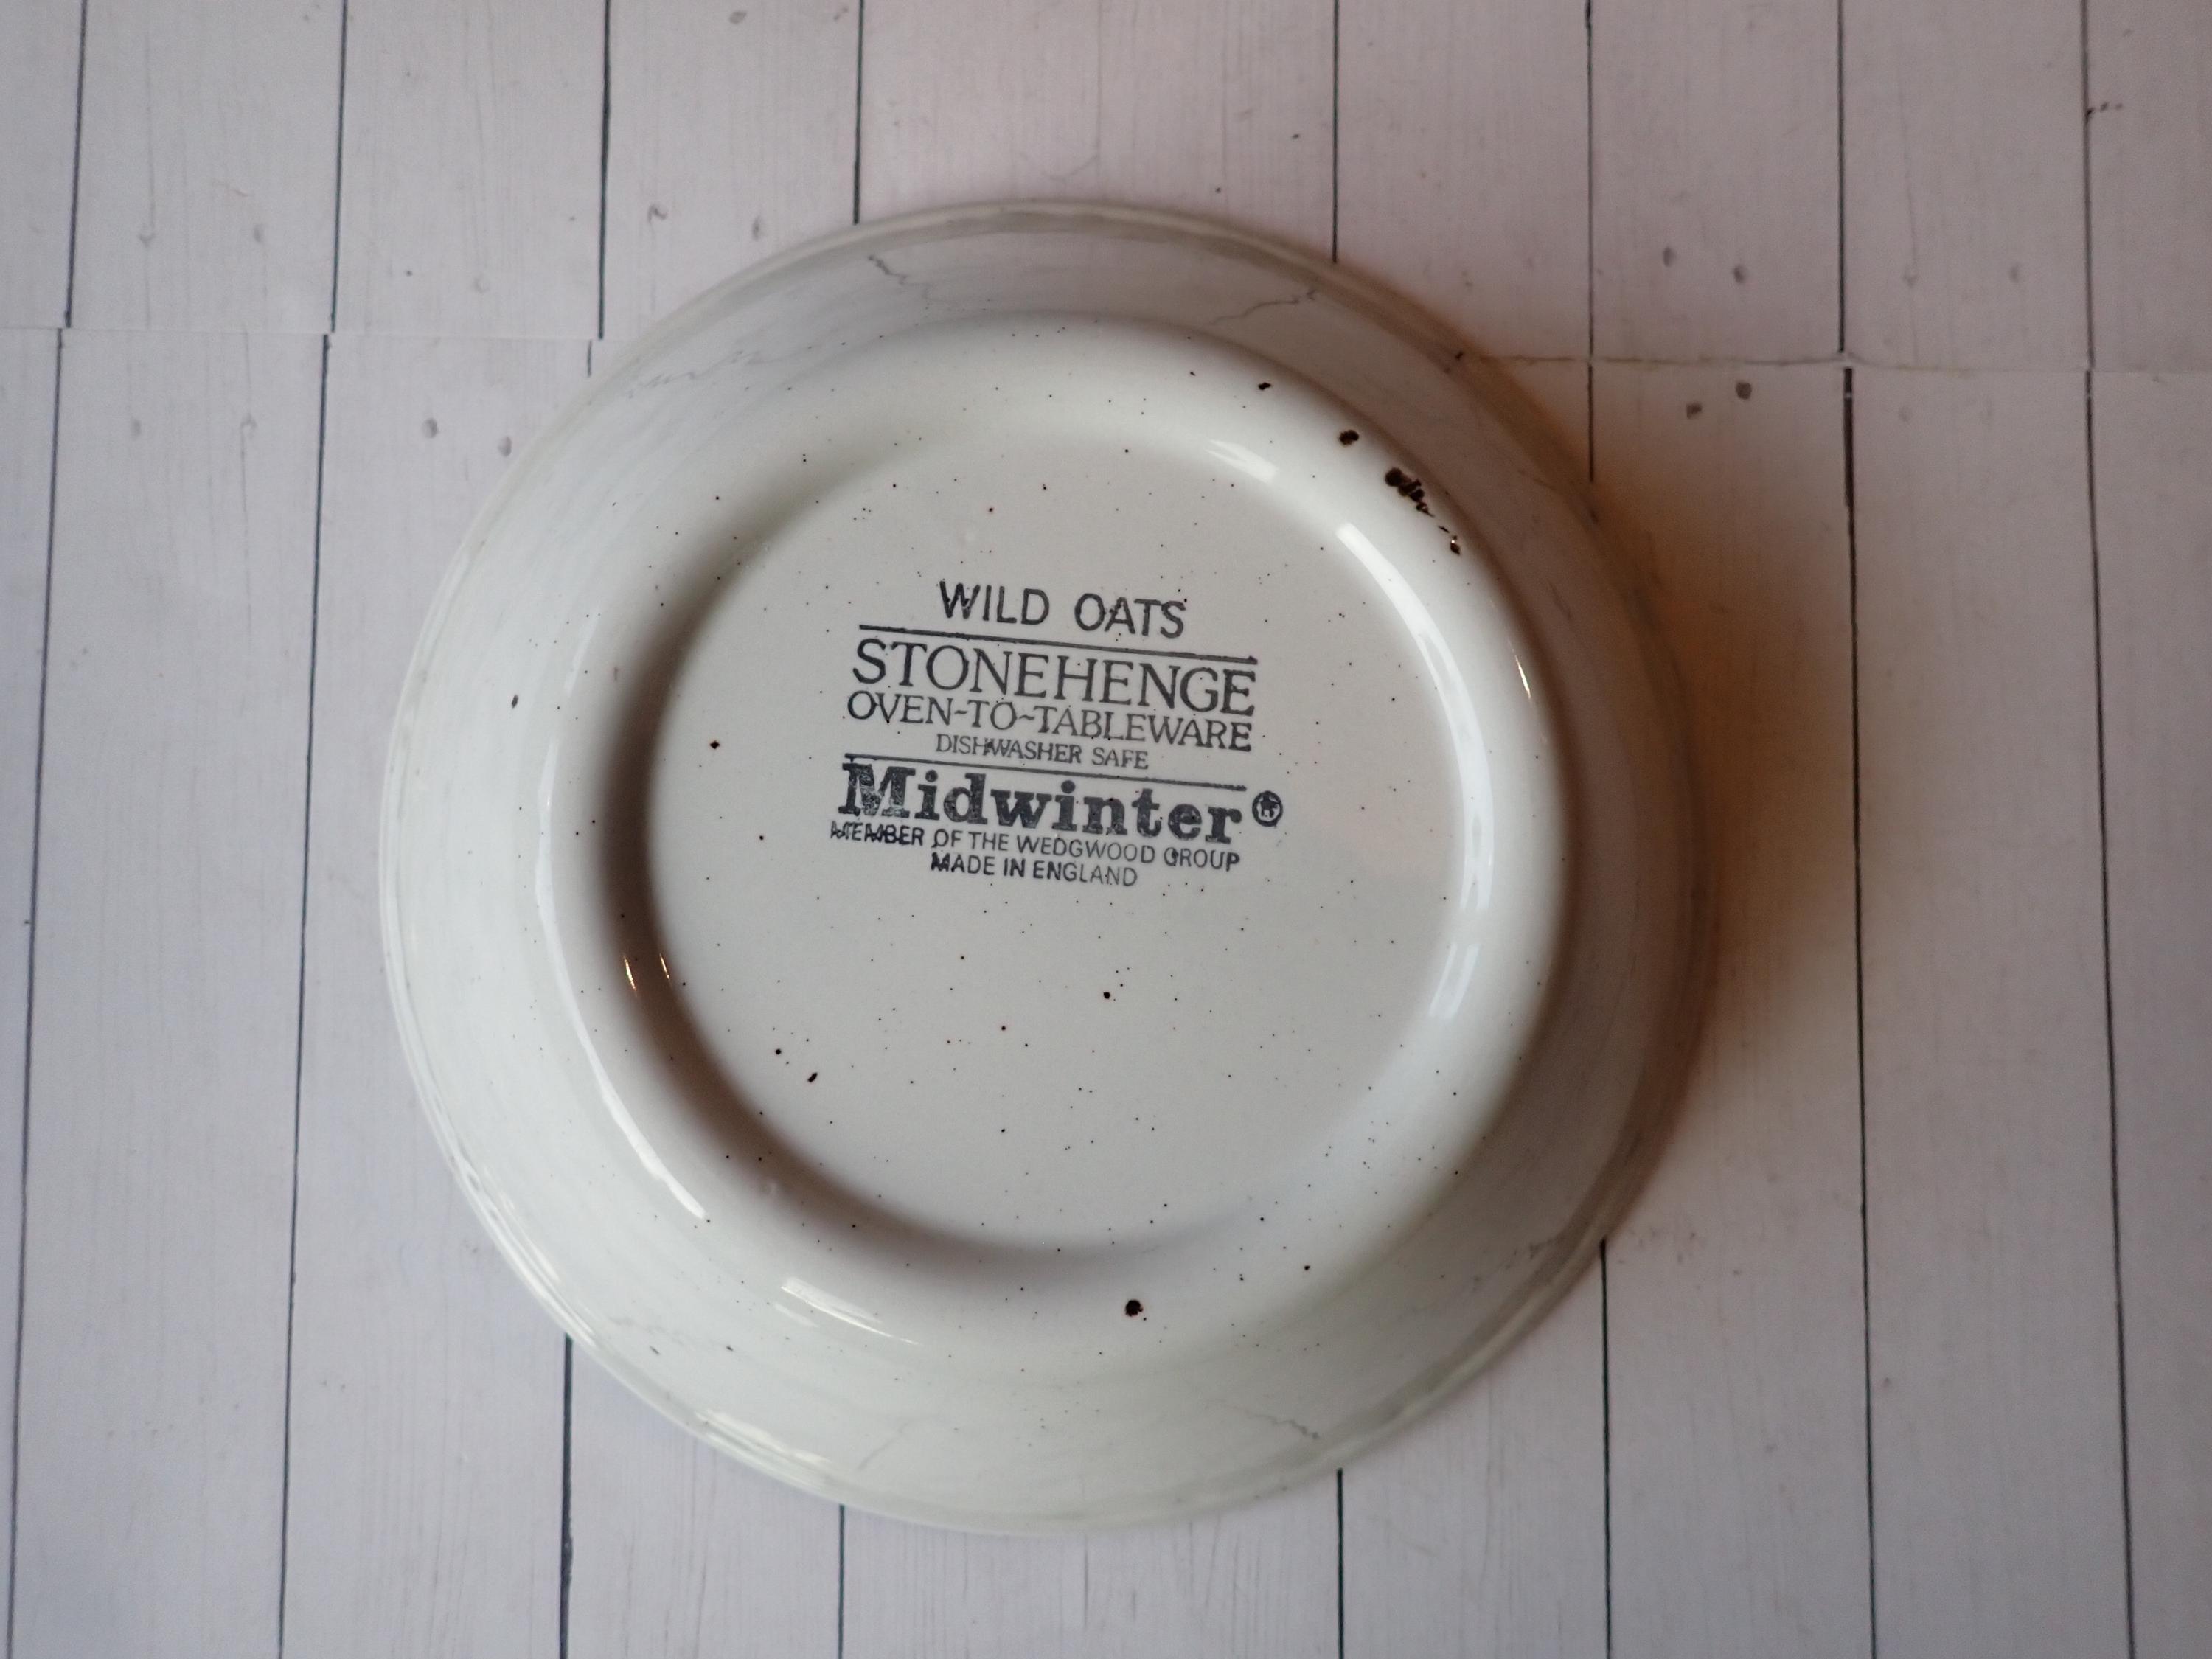 WILD OATS
STONEHENGE
OVEN-TO-TABLEWARE
DISHWASHER SAFE
Midwinter®
MEMBER OF THE WEDGWOOD GROUP
MADE IN ENGLAND